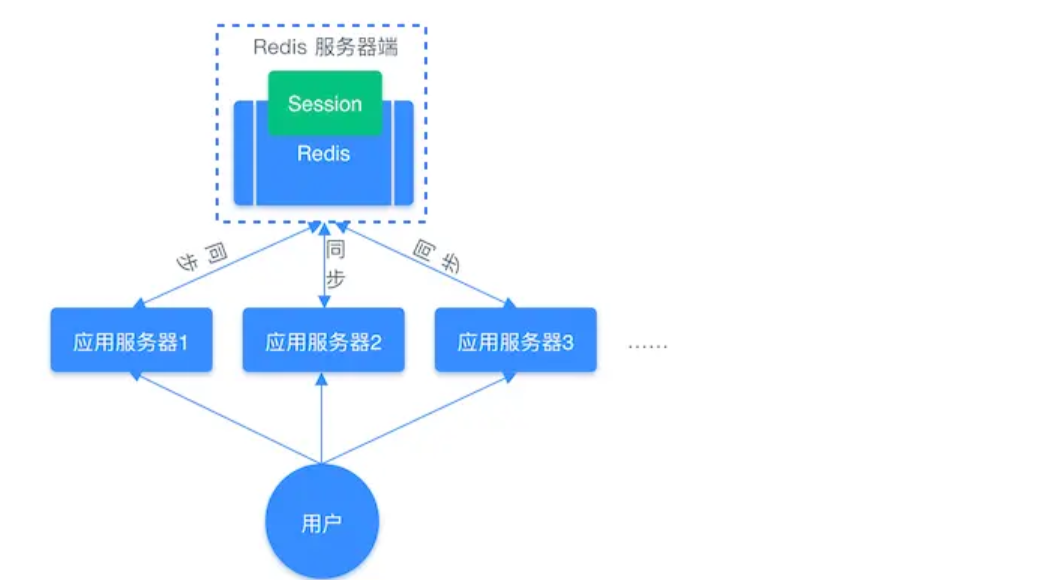 Redis 服务器端
Session
Redis
同步
同步
同步
应用服务器1
应用服务器2
应用服务器3
……
用户